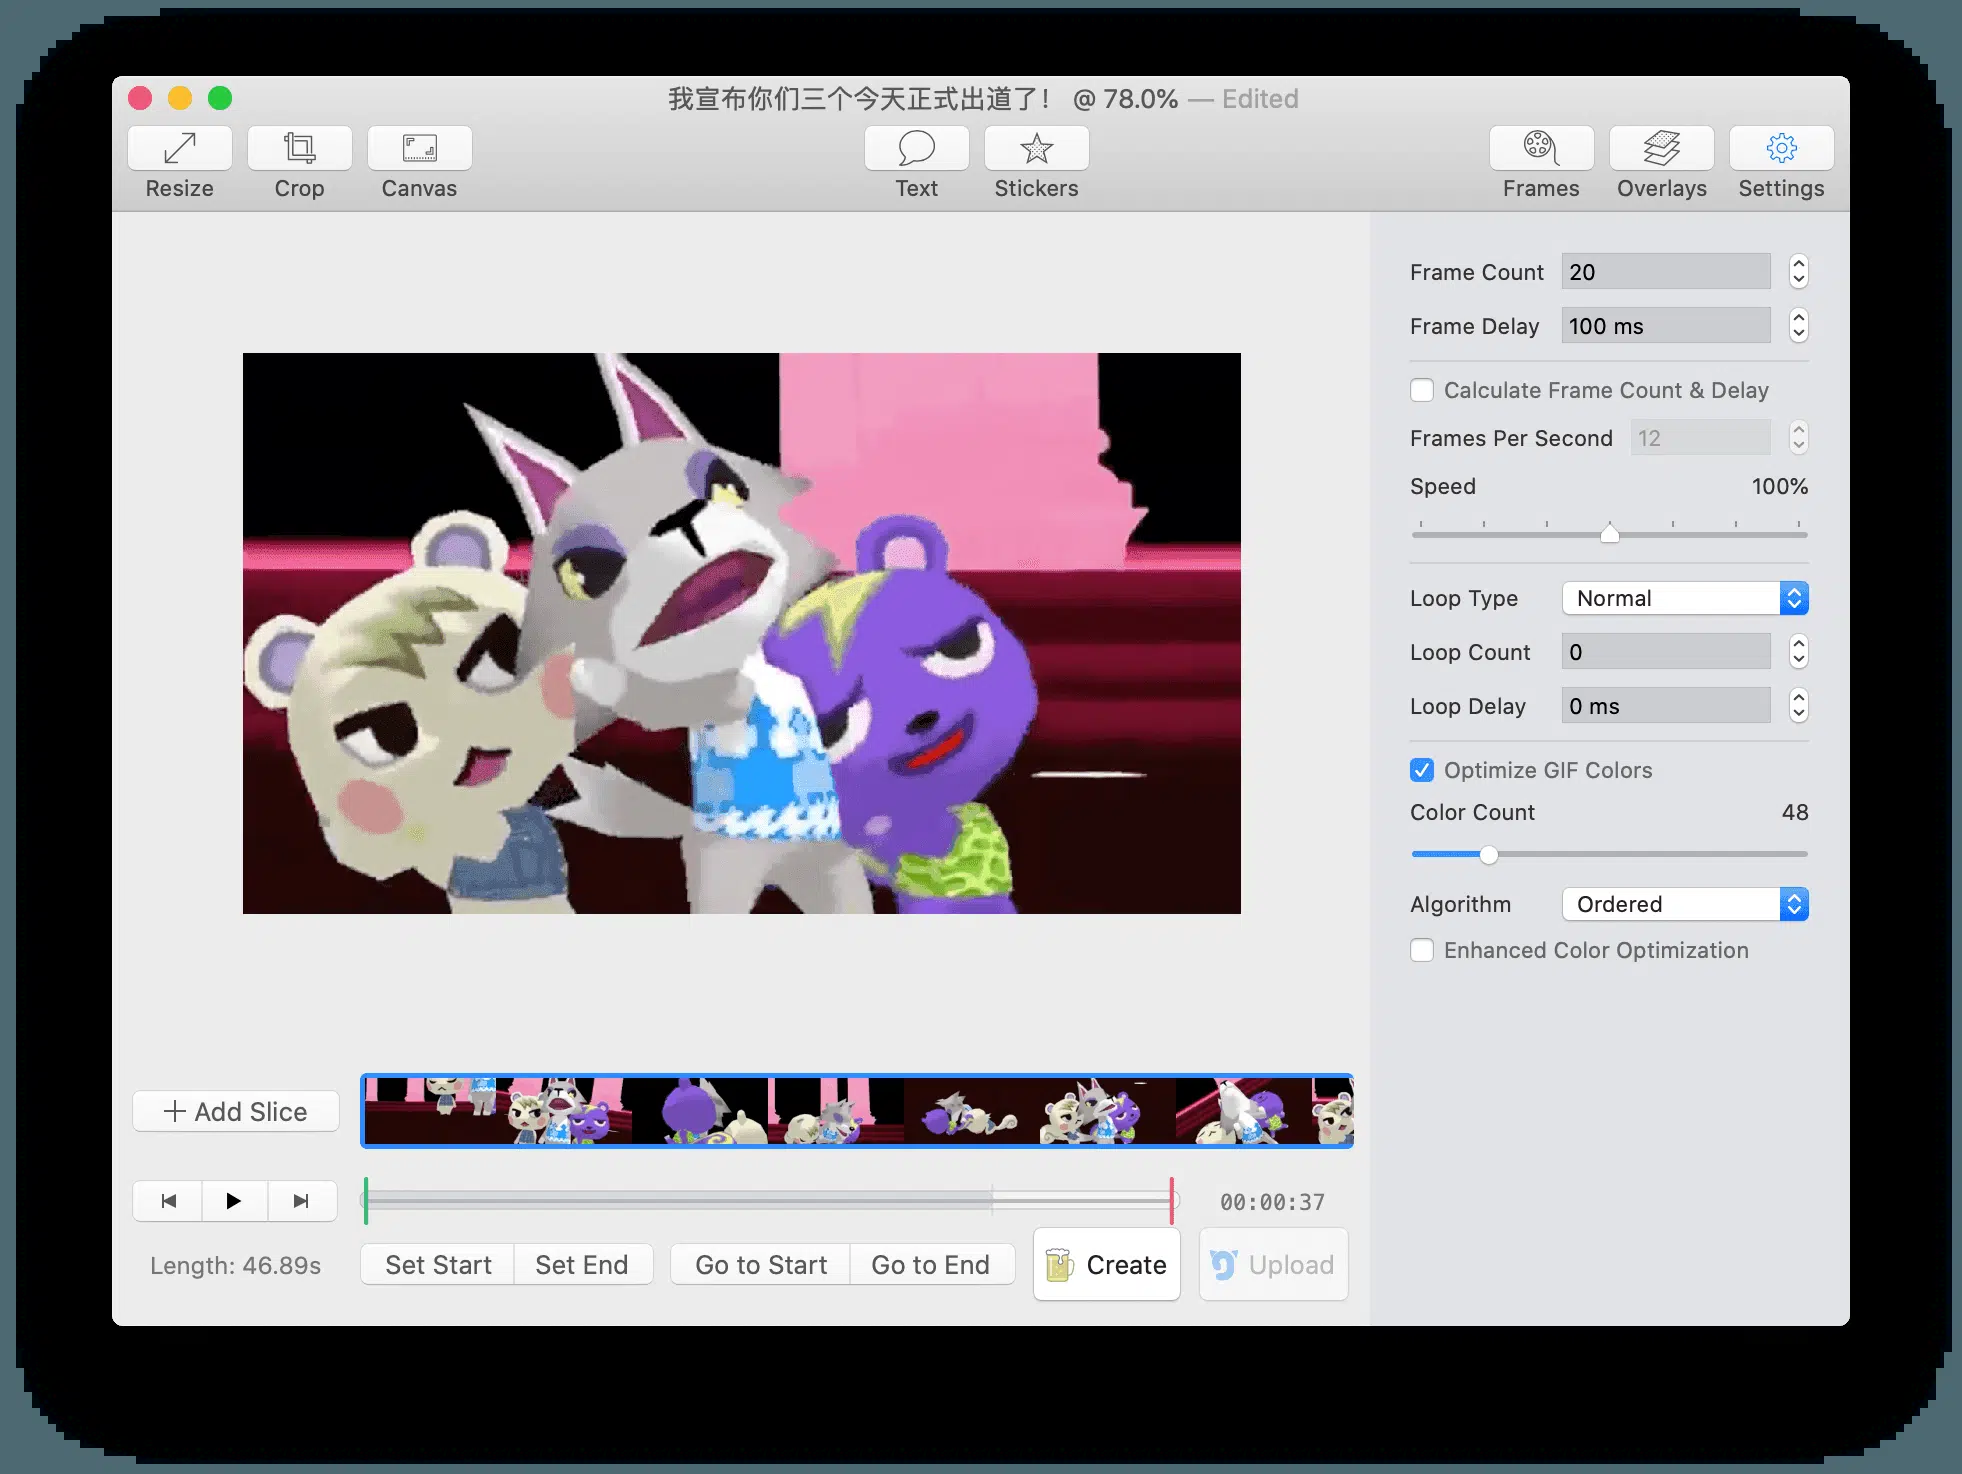 我宣布你们三个今天正式出道了! @ 78.0% — Edited
Resize
Crop
Canvas
Text
Stickers
Frames
Overlays
Settings
Frame Count 20
Frame Delay 100 ms
Calculate Frame Count & Delay
Frames Per Second 12
Speed 100%
Loop Type Normal
Loop Count 0
Loop Delay 0 ms
Optimize GIF Colors
Color Count 48
Algorithm Ordered
Enhanced Color Optimization
Add Slice
00:00:37
Length: 46.89s
Set Start
Set End
Go to Start
Go to End
Create
Upload